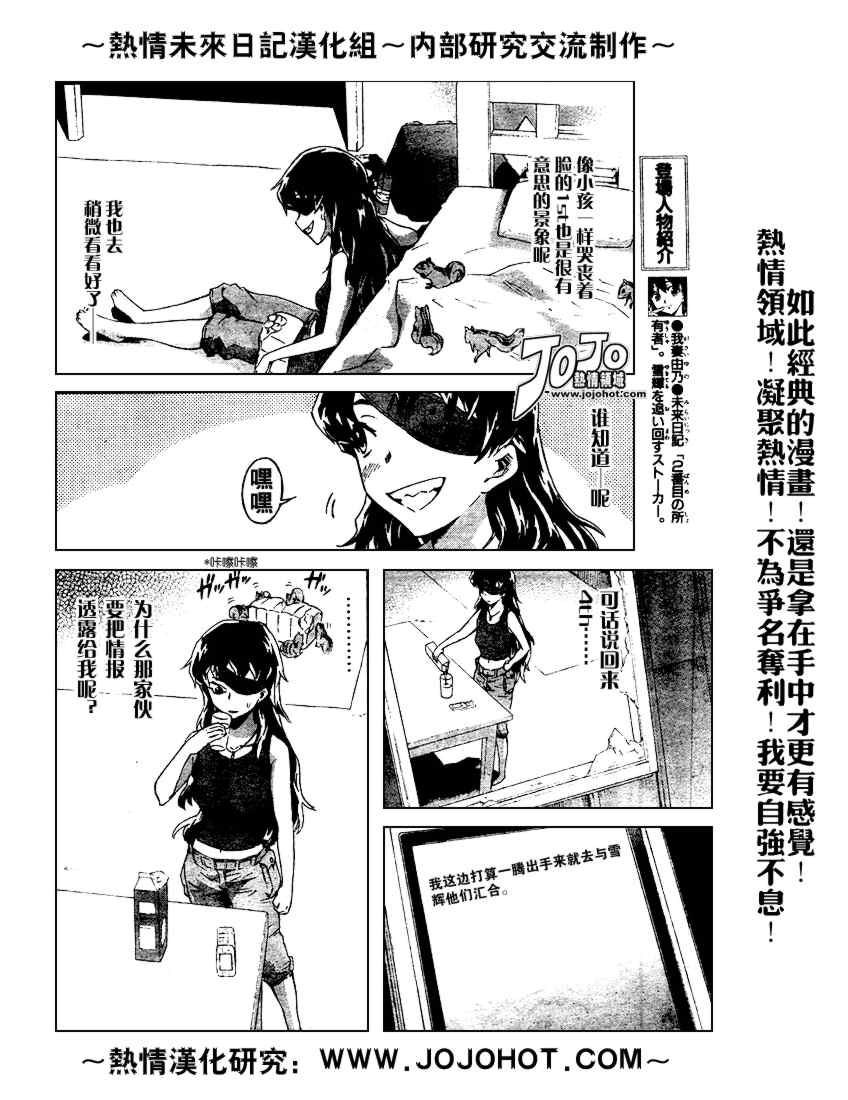 ～熱情未來日記漢化組～内部研究交流制作～
像小孩一样哭丧着
脸的1st也是很有
意思的景象呢
我也去
稍微看看好了—
登場人物紹介
●我妻由乃●未来日記「2番目の所
有者」。雪輝を追い回すストーカー。
熱情領域
www.jojohot.com
谁知道—呢
嘿
嘿
可话说回来
*咔嚓咔嚓
ガッ ガッ ガッ
…………
为什么那家伙
要把情报
透露给我呢?
我这边打算一腾出手来就去与雪
辉他们汇合。
如此經典的漫畫！還是拿在手中才更有感覺！
熱情領域！凝聚熱情！不為爭名奪利！我要自強不息！
～熱情漢化研究：WWW.JOJOHOT.COM～